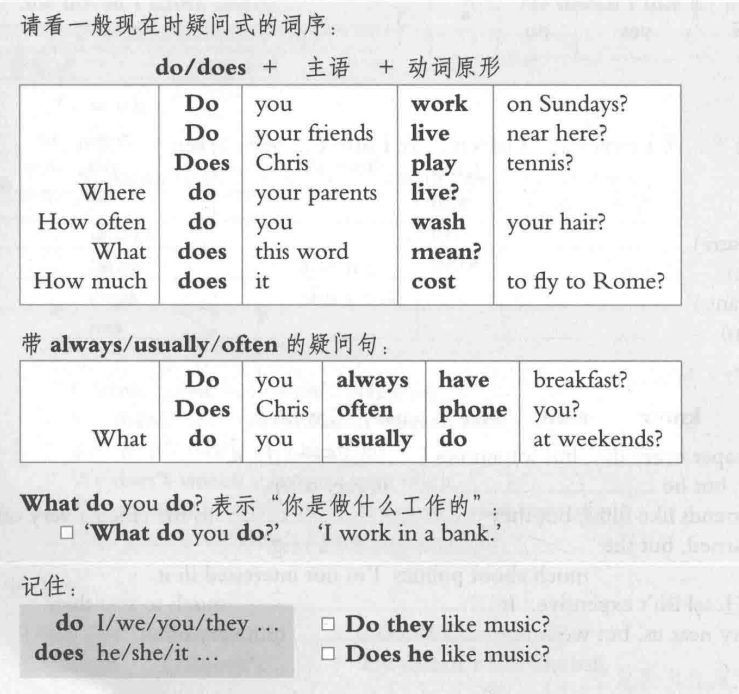 请看一般现在时疑问式的词序：
do/does + 主语 + 动词原形
Do you work on Sundays?
Do your friends live near here?
Does Chris play tennis?
Where do your parents live?
How often do you wash your hair?
What does this word mean?
How much does it cost to fly to Rome?
带 always/usually/often 的疑问句：
Do you always have breakfast?
Does Chris often phone you?
What do you usually do at weekends?
What do you do? 表示“你是做什么工作的”
□ ‘What do you do?’ ‘I work in a bank.’
记住：
do I/we/you/they …
does he/she/it …
□ Do they like music?
□ Does he like music?